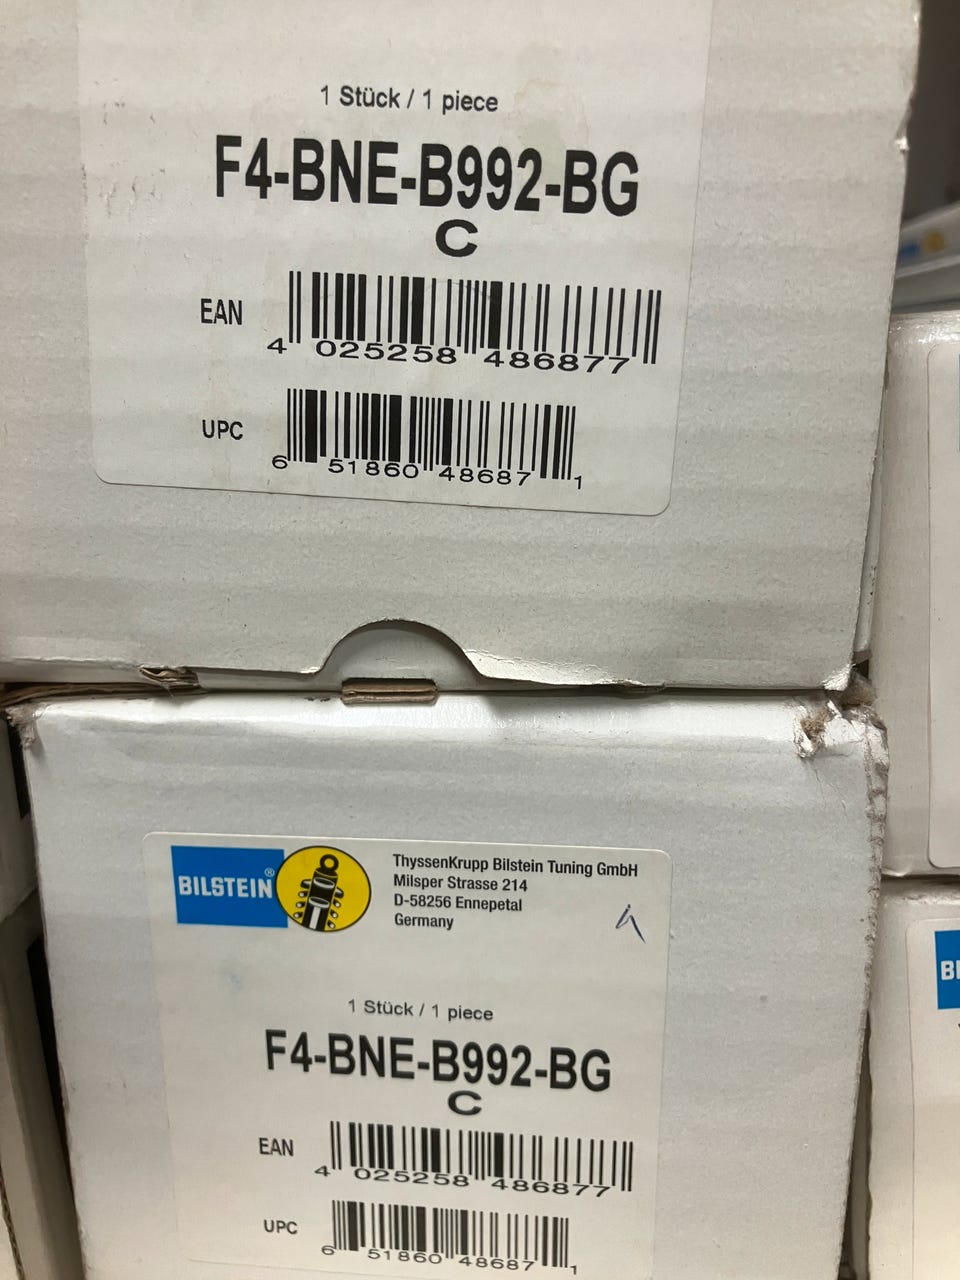 1 Stück / 1 piece
F4-BNE-B992-BG
C
EAN
4 025258 486877
UPC
6 51860 48687 1
BILSTEIN®
ThyssenKrupp Bilstein Tuning GmbH
Milsper Strasse 214
D-58256 Ennepetal
Germany
1 Stück / 1 piece
F4-BNE-B992-BG
C
EAN
4 025258 486877
UPC
6 51860 48687 1